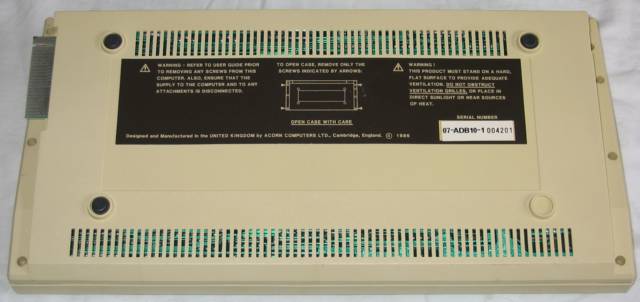 WARNING - REFER TO USER GUIDE PRIOR
TO REMOVING ANY SCREWS FROM THIS
COMPUTER. ALSO, ENSURE THAT THE
SUPPLY TO THE COMPUTER AND TO ANY
ATTACHMENTS IS DISCONNECTED.
TO OPEN CASE, REMOVE ONLY THE
SCREWS INDICATED BY ARROWS:
OPEN CASE WITH CARE
WARNING !
THIS PRODUCT MUST STAND ON A HARD,
FLAT SURFACE TO PROVIDE ADEQUATE
VENTILATION. DO NOT OBSTRUCT
VENTILATION GRILLES, OR PLACE IN
DIRECT SUNLIGHT OR NEAR SOURCES
OF HEAT.
SERIAL NUMBER
07-ADB10-1 004201
Designed and Manufactured in the UNITED KINGDOM by ACORN COMPUTERS LTD., Cambridge, England. © 1986